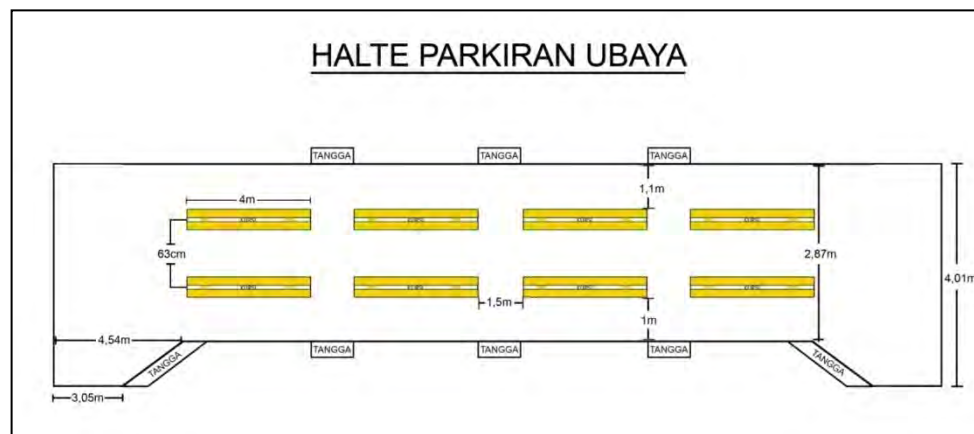 HALTE PARKIRAN UBAYA
TANGGA TANGGA TANGGA
4m
1,1m
63cm
2,87m
4,01m
1,5m
1m
4,54m
TANGGA TANGGA TANGGA TANGGA TANGGA
3,05m